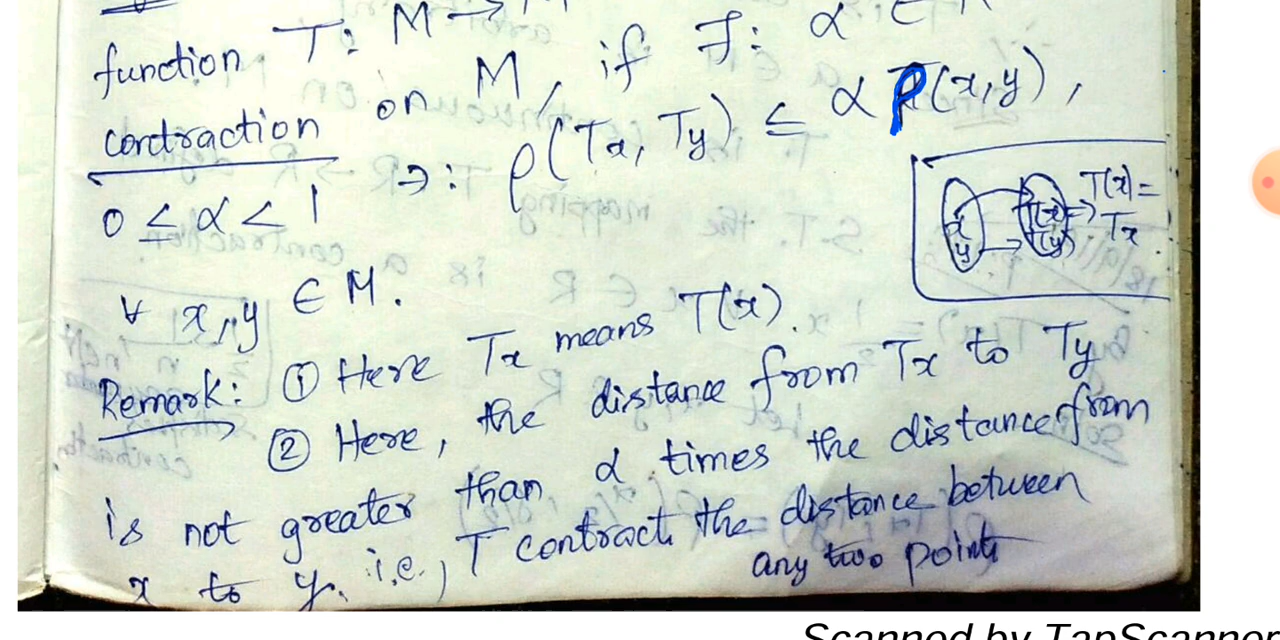 function T: M → M
contraction on M, if ∃: α ∈ R
0 ≤ α < 1 ∋: ρ(Tx, Ty) ≤ α ρ(x,y),
∀ x, y ∈ M.
x
y
T(x)
T(y)
⇒ T(x) =
Tx
Remark: ① Here Tx means T(x).
② Here, the distance from Tx to Ty
is not greater than α times the distance from
x to y. i.e., T contract the distance between
any two points
Scanned by TapScanner